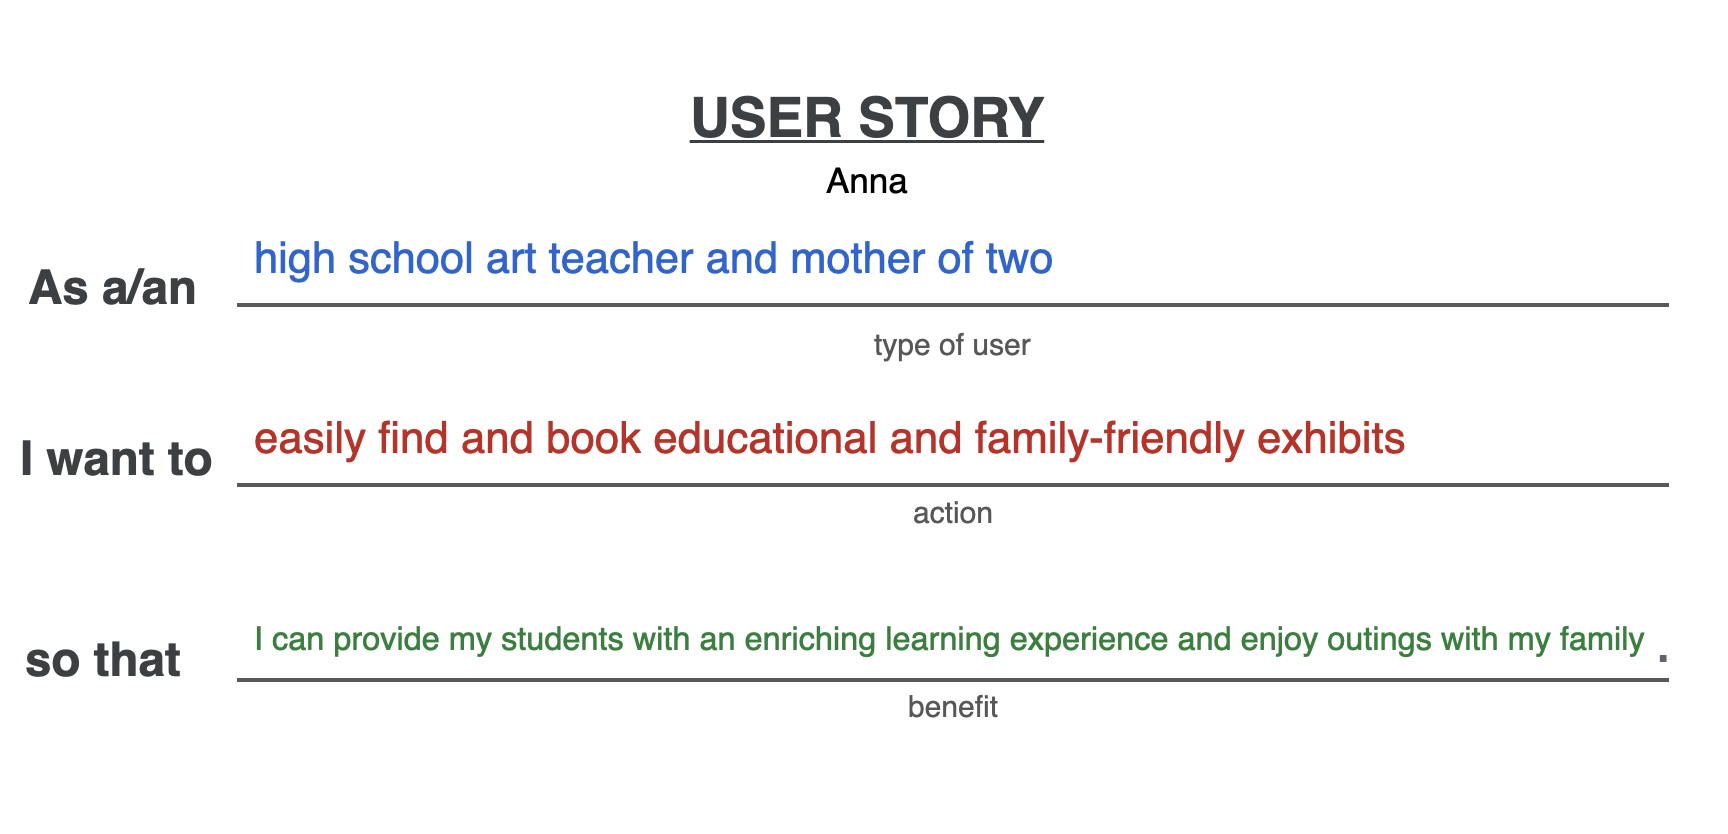 USER STORY
Anna
As a/an high school art teacher and mother of two
type of user
I want to easily find and book educational and family-friendly exhibits
action
so that I can provide my students with an enriching learning experience and enjoy outings with my family .
benefit